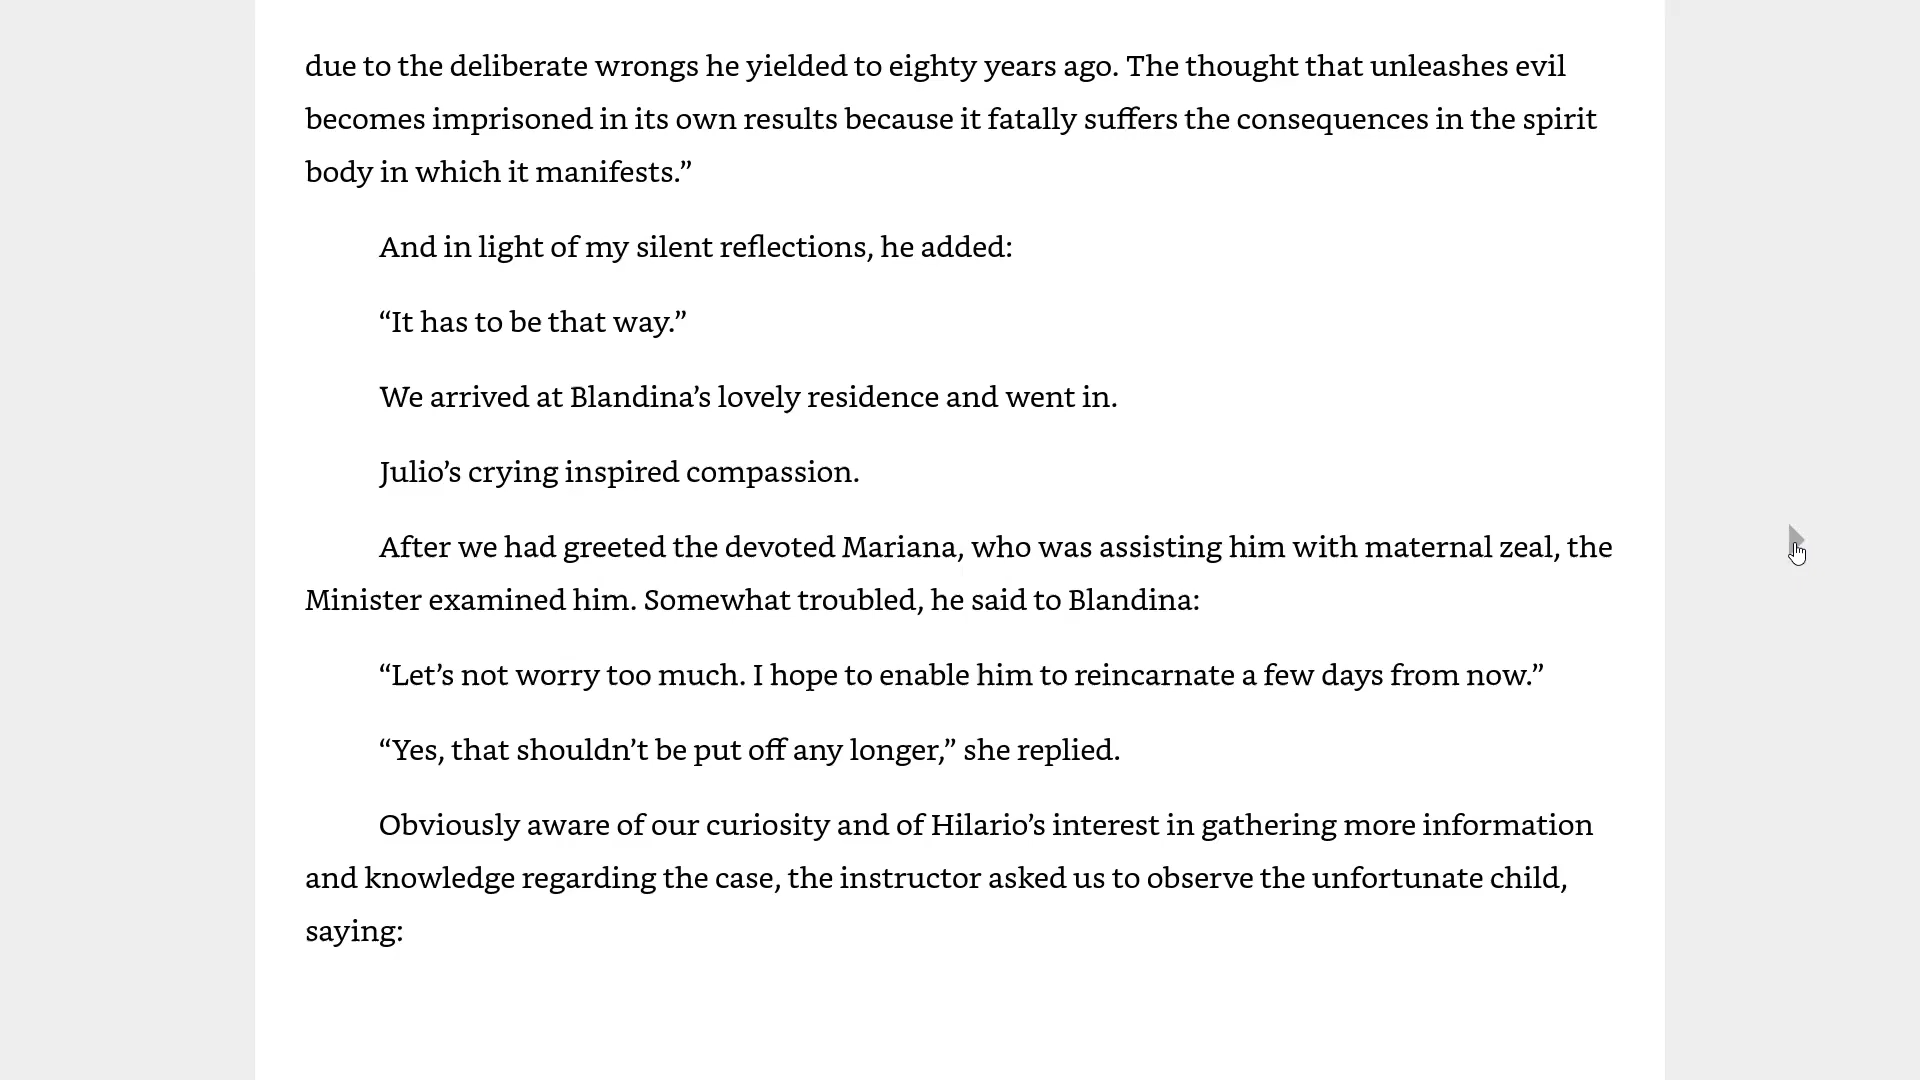 due to the deliberate wrongs he yielded to eighty years ago. The thought that unleashes evil
becomes imprisoned in its own results because it fatally suffers the consequences in the spirit
body in which it manifests.”
And in light of my silent reflections, he added:
“It has to be that way.”
We arrived at Blandina’s lovely residence and went in.
Julio’s crying inspired compassion.
After we had greeted the devoted Mariana, who was assisting him with maternal zeal, the
Minister examined him. Somewhat troubled, he said to Blandina:
“Let’s not worry too much. I hope to enable him to reincarnate a few days from now.”
“Yes, that shouldn’t be put off any longer,” she replied.
Obviously aware of our curiosity and of Hilario’s interest in gathering more information
and knowledge regarding the case, the instructor asked us to observe the unfortunate child,
saying: